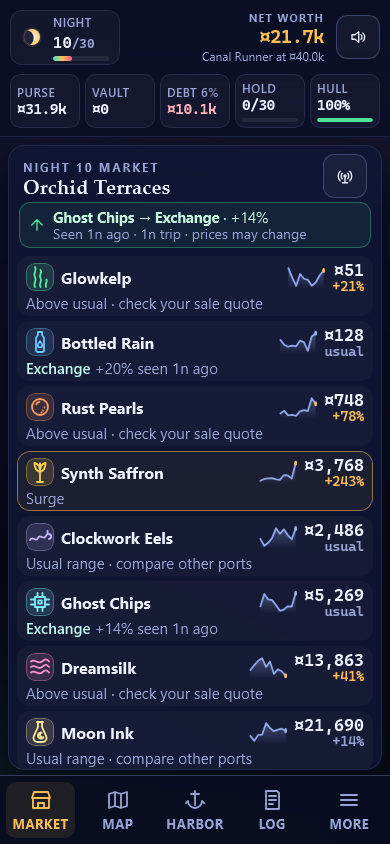 NIGHT
10/30
NET WORTH
¤21.7k
Canal Runner at ¤40.0k
PURSE
¤31.9k
VAULT
¤0
DEBT 6%
¤10.1k
HOLD
0/30
HULL
100%
NIGHT 10 MARKET
Orchid Terraces
Ghost Chips → Exchange · +14%
Seen 1n ago · 1n trip · prices may change
Glowkelp
¤51
+21%
Above usual · check your sale quote
Bottled Rain
¤128
usual
Exchange +20% seen 1n ago
Rust Pearls
¤748
+78%
Above usual · check your sale quote
Synth Saffron
¤3,768
+243%
Surge
Clockwork Eels
¤2,486
usual
Usual range · compare other ports
Ghost Chips
¤5,269
usual
Exchange +14% seen 1n ago
Dreamsilk
¤13,863
+41%
Above usual · check your sale quote
Moon Ink
¤21,690
+14%
Usual range · compare other ports
MARKET
MAP
HARBOR
LOG
MORE